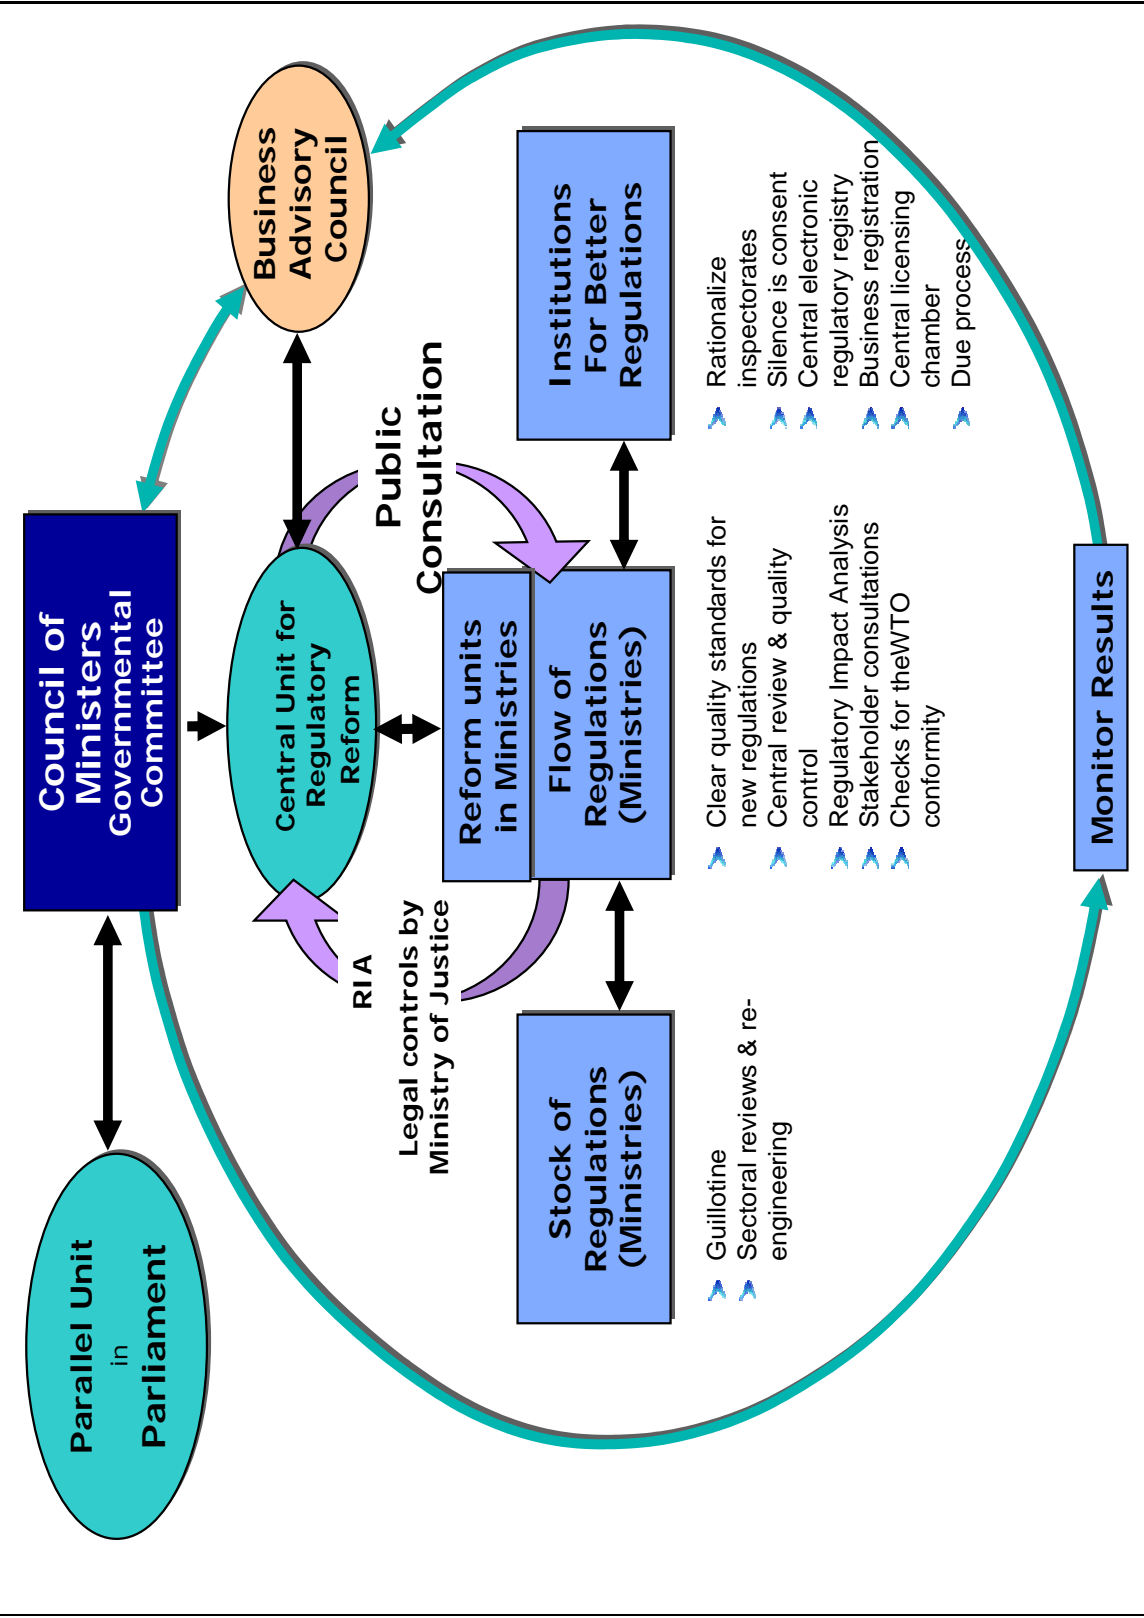 Parallel Unit
in
Parliament
Council of
Ministers
Governmental
Committee
Business
Advisory
Council
Central Unit for
Regulatory
Reform
RIA
Legal controls by
Ministry of Justice
Public
Consultation
Reform units
in Ministries
Stock of
Regulations
(Ministries)
Flow of
Regulations
(Ministries)
Institutions
For Better
Regulations
Guillotine
Sectoral reviews & re-
engineering
Clear quality standards for
new regulations
Central review & quality
control
Regulatory Impact Analysis
Stakeholder consultations
Checks for theWTO
conformity
Rationalize
inspectorates
Silence is consent
Central electronic
regulatory registry
Business registration
Central licensing
chamber
Due process
Monitor Results